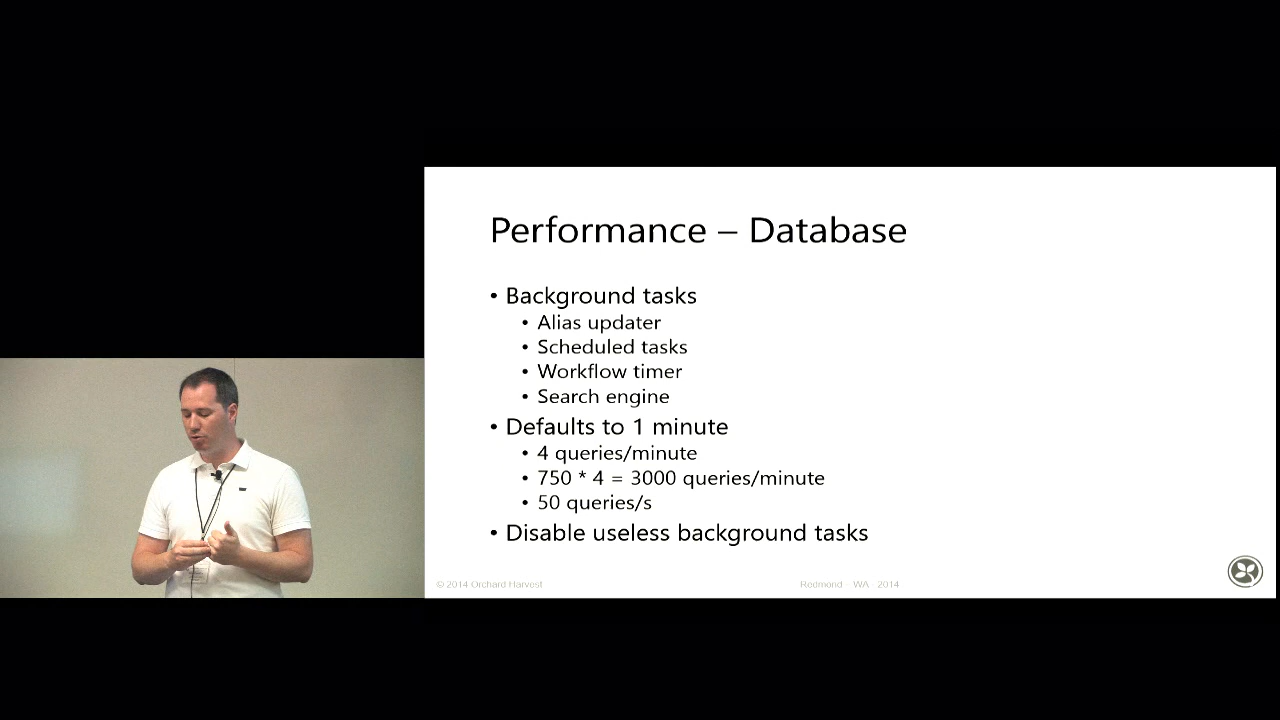 Performance – Database
• Background tasks
• Alias updater
• Scheduled tasks
• Workflow timer
• Search engine
• Defaults to 1 minute
• 4 queries/minute
• 750 * 4 = 3000 queries/minute
• 50 queries/s
• Disable useless background tasks
© 2014 Orchard Harvest
Redmond - WA - 2014